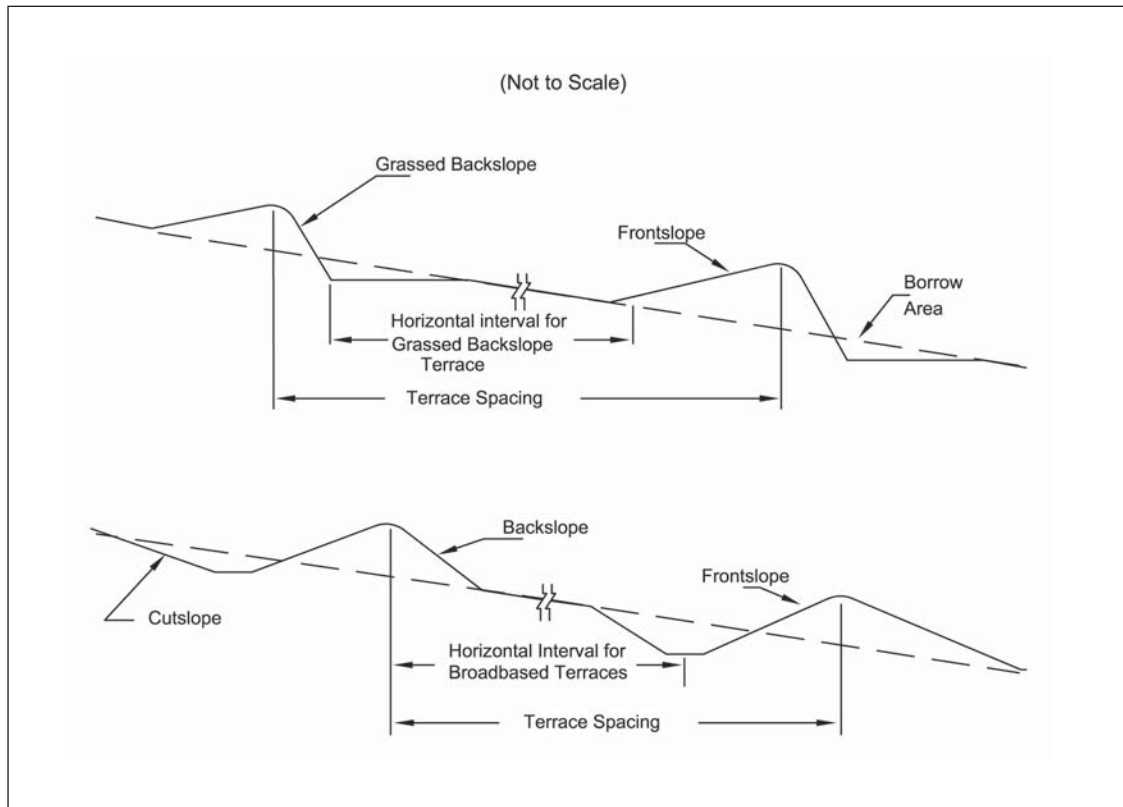 (Not to Scale)
Grassed Backslope
Frontslope
Borrow
Area
Horizontal interval for
Grassed Backslope
Terrace
Terrace Spacing
Backslope
Frontslope
Cutslope
Horizontal Interval for
Broadbased Terraces
Terrace Spacing